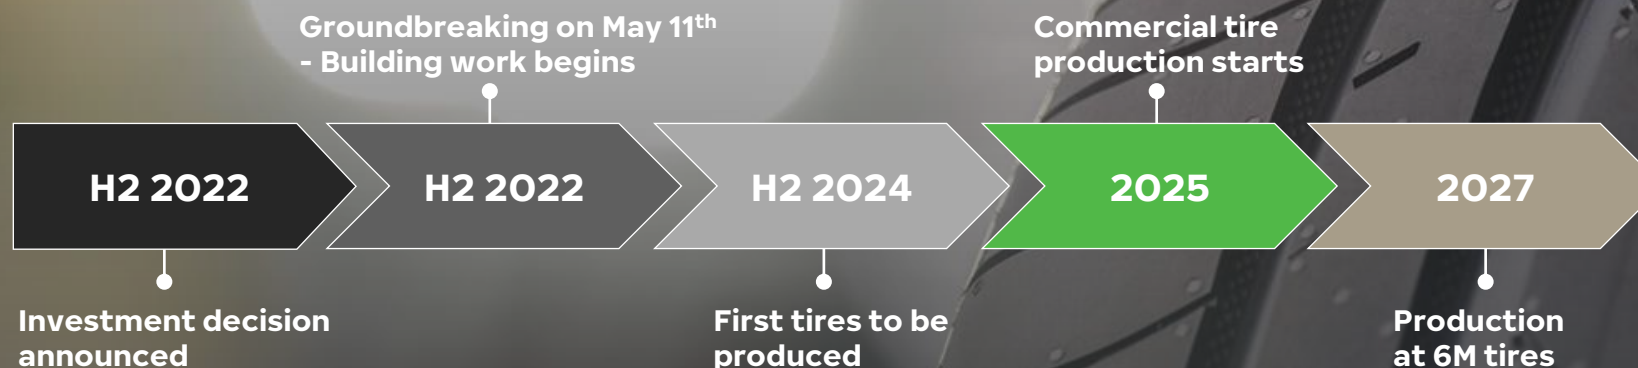 Groundbreaking on May 11th
- Building work begins
Commercial tire
production starts
H2 2022
H2 2022
H2 2024
2025
2027
Investment decision
announced
First tires to be
produced
Production
at 6M tires